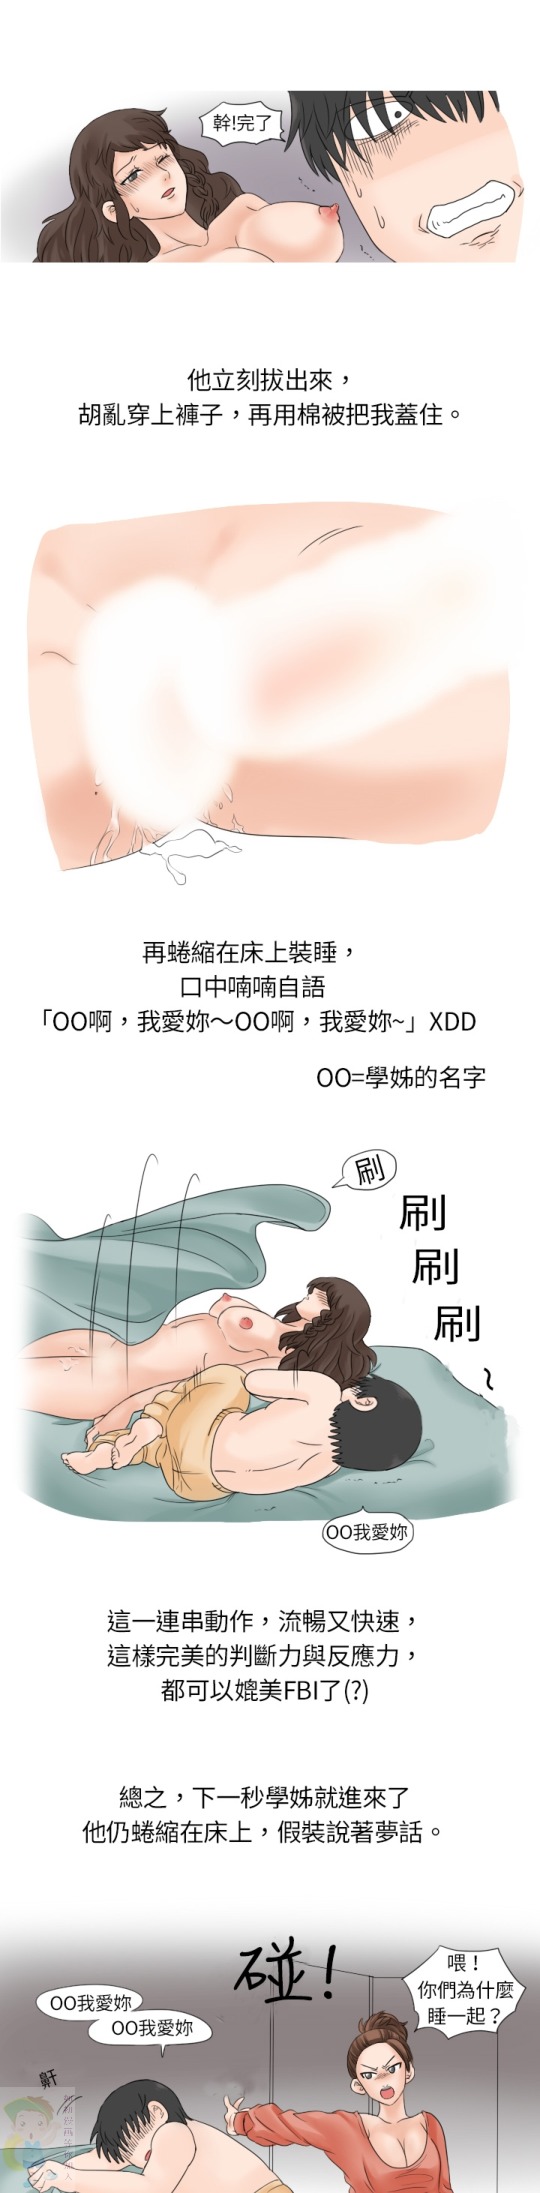 幹!完了
他立刻拔出來，
胡亂穿上褲子，再用棉被把我蓋住。
再蜷縮在床上裝睡，
口中喃喃自語
「OO啊，我愛妳～OO啊，我愛妳~」XDD
OO=學姊的名字
刷
刷
刷
刷
OO我愛妳
這一連串動作，流暢又快速，
這樣完美的判斷力與反應力，
都可以媲美FBI了(?)
總之，下一秒學姊就進來了
他仍蜷縮在床上，假裝說著夢話。
碰！
喂！
你們為什麼
睡一起？
OO我愛妳
OO我愛妳
鼾